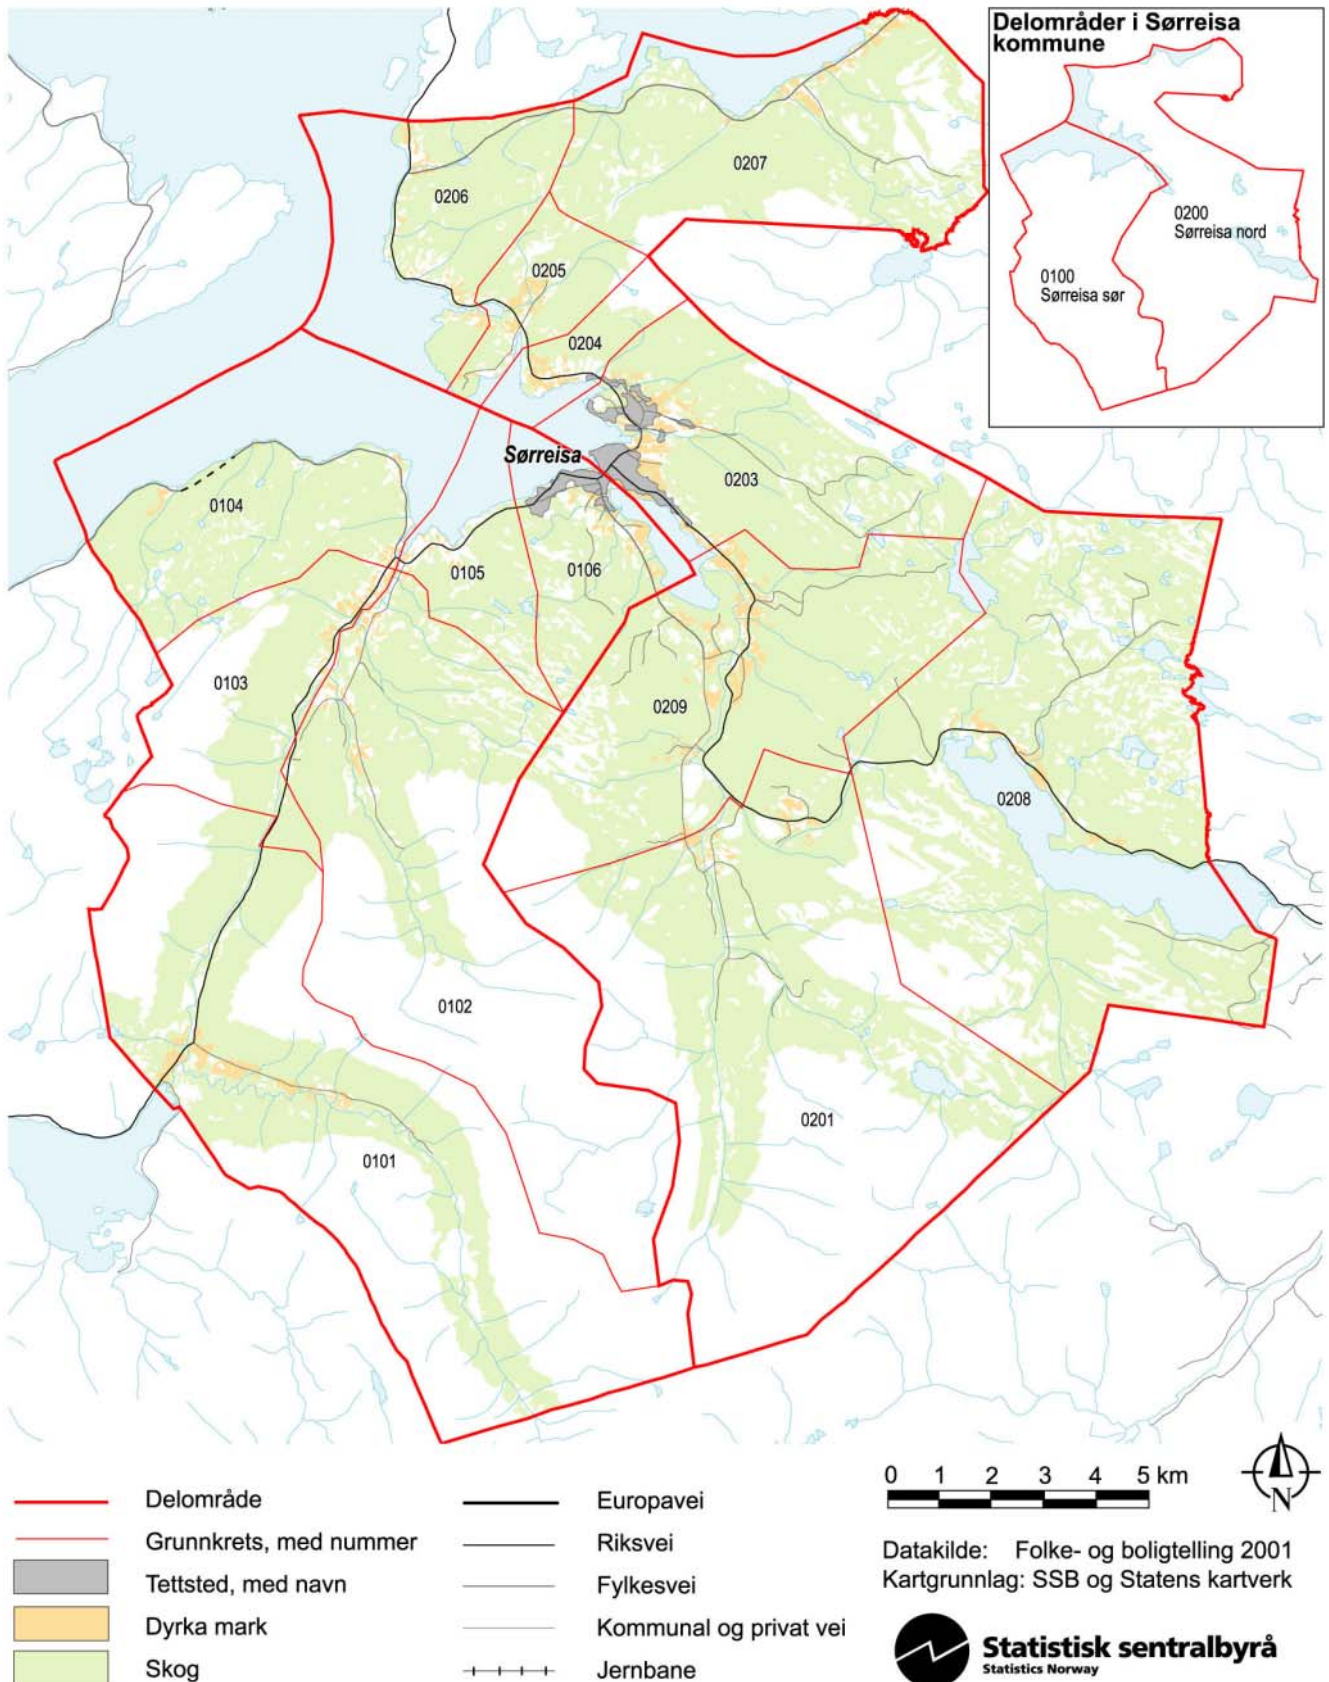 Delområder i Sørreisa
kommune
0200
Sørreisa nord
0100
Sørreisa sør
0207
0206
0205
0204
Sørreisa
0203
0104
0105
0106
0103
0209
0208
0102
0201
0101
Delområde
Grunnkrets, med nummer
Tettsted, med navn
Dyrka mark
Skog
Europavei
Riksvei
Fylkesvei
Kommunal og privat vei
Jernbane
0 1 2 3 4 5 km
N
Datakilde: Folke- og boligtelling 2001
Kartgrunnlag: SSB og Statens kartverk
Statistisk sentralbyrå
Statistics Norway